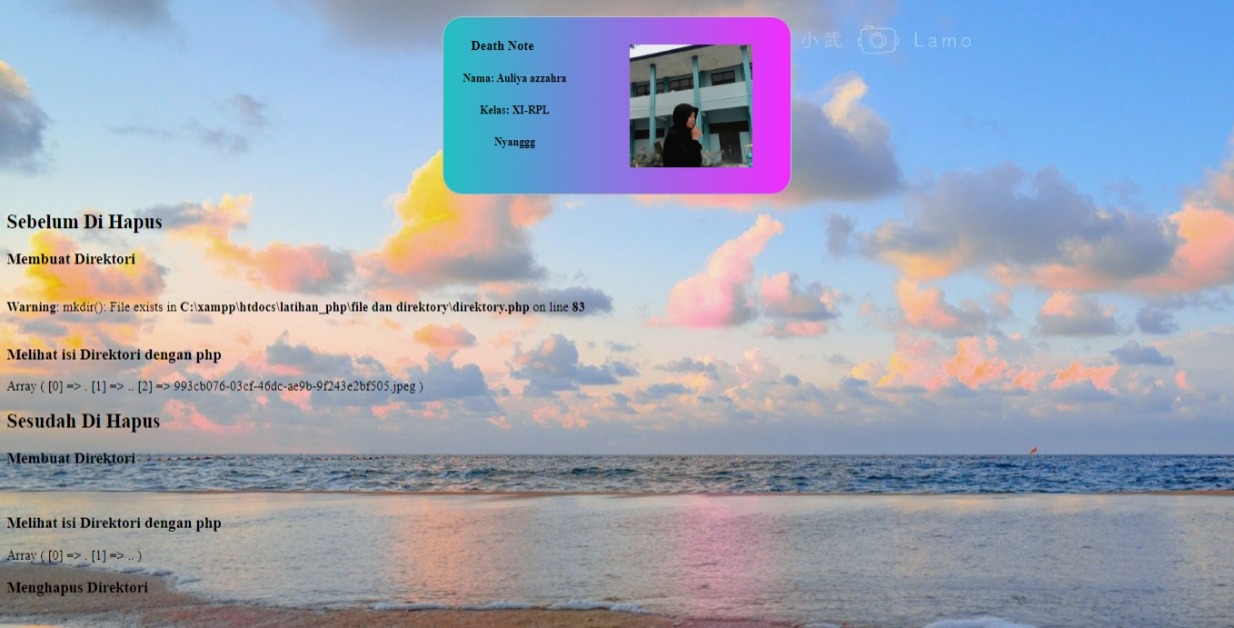 Death Note
小武 Lamo
Nama: Auliya azzahra
Kelas: XI-RPL
Nyanggg
Sebelum Di Hapus
Membuat Direktori
Warning: mkdir(): File exists in C:\xampp\htdocs\latihan_php\file dan direktory\direktory.php on line 83
Melihat isi Direktori dengan php
Array ( [0] => . [1] => .. [2] => 993cb076-03cf-46dc-ae9b-9f243e2bf505.jpeg )
Sesudah Di Hapus
Membuat Direktori
Melihat isi Direktori dengan php
Array ( [0] => . [1] => .. )
Menghapus Direktori